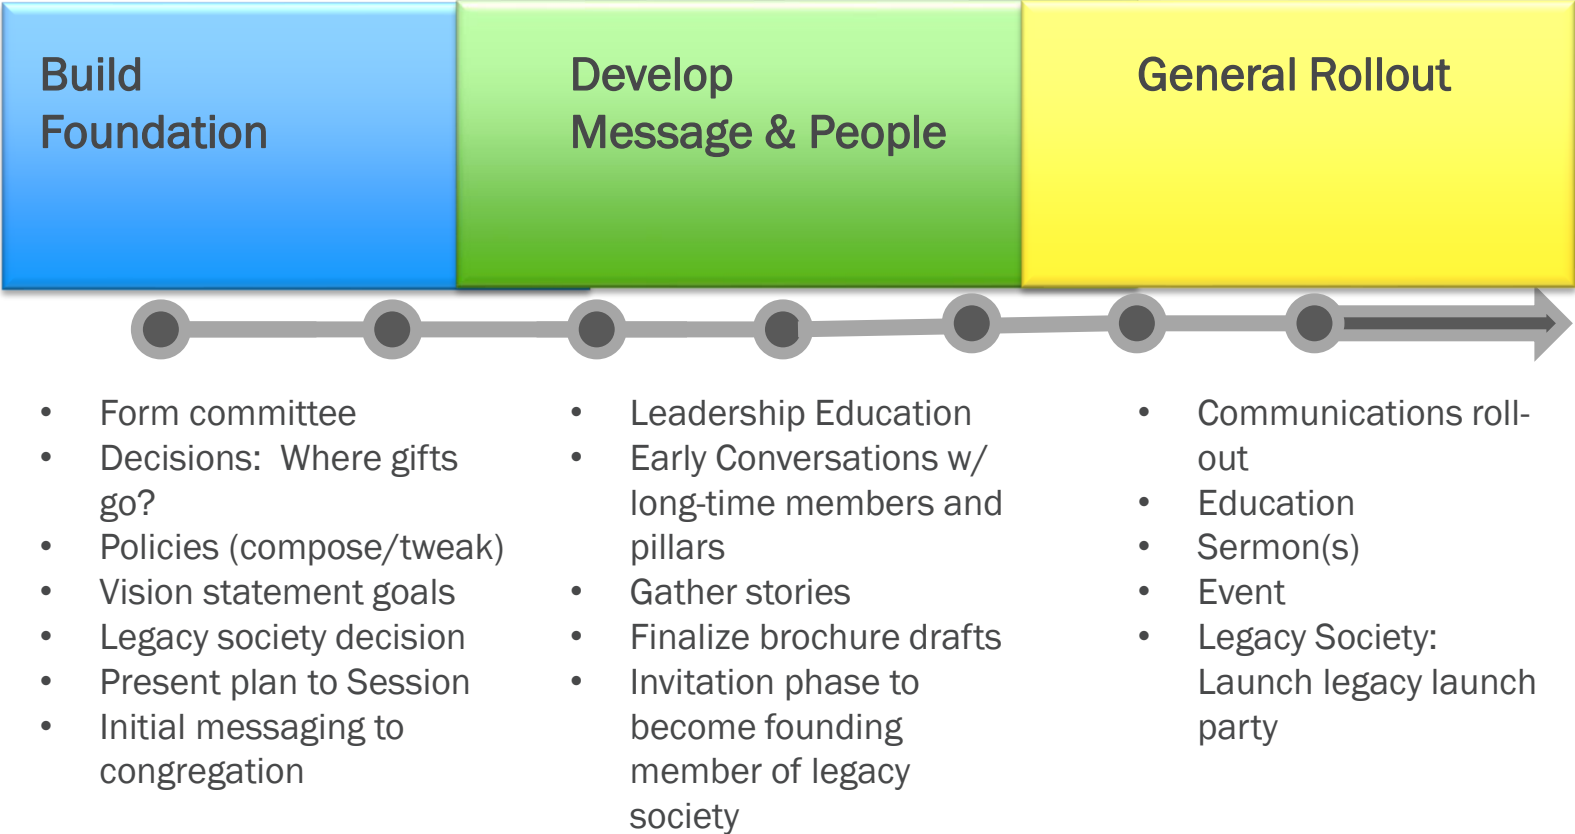 Build
Foundation
Develop
Message & People
General Rollout
• Form committee
• Decisions:  Where gifts
go?
• Policies (compose/tweak)
• Vision statement goals
• Legacy society decision
• Present plan to Session
• Initial messaging to
congregation
• Leadership Education
• Early Conversations w/
long-time members and
pillars
• Gather stories
• Finalize brochure drafts
• Invitation phase to
become founding
member of legacy
society
• Communications roll-
out
• Education
• Sermon(s)
• Event
• Legacy Society:
Launch legacy launch
party